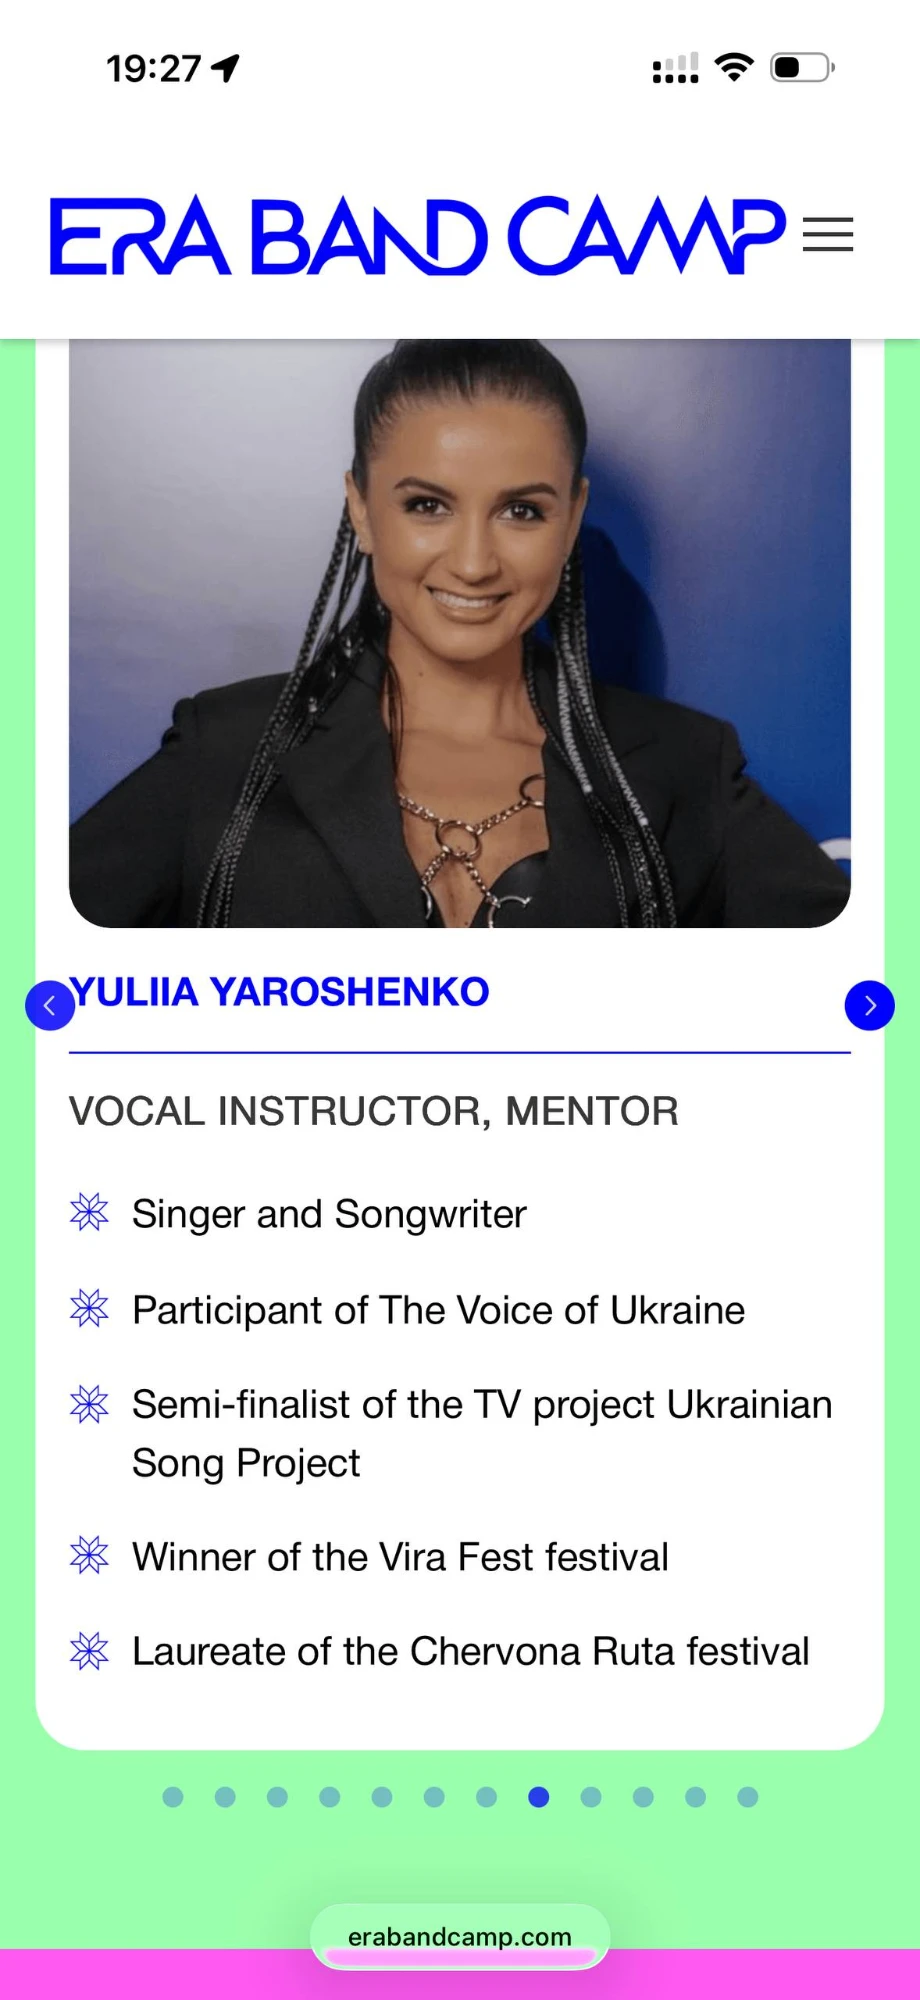 19:27
ERA BAND CAMP
YULIIA YAROSHENKO
VOCAL INSTRUCTOR, MENTOR
Singer and Songwriter
Participant of The Voice of Ukraine
Semi-finalist of the TV project Ukrainian
Song Project
Winner of the Vira Fest festival
Laureate of the Chervona Ruta festival
erabandcamp.com